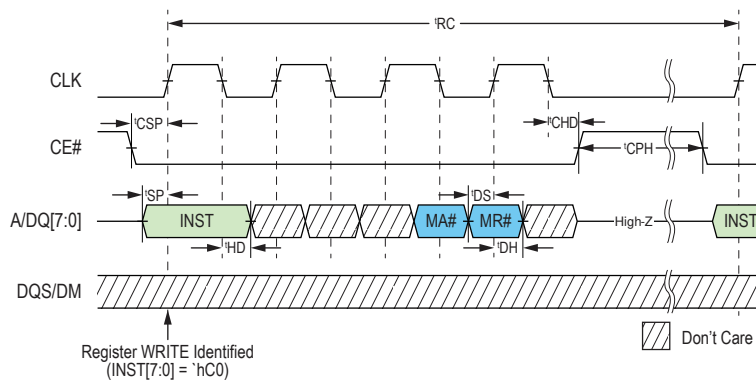 tRC
CLK
tCSP
tCHD
CE#
tCPH
tSP
tDS
A/DQ[7:0]
INST
MA#
MR#
High-Z
INST
tHD
tDH
DQS/DM
Don't Care
Register WRITE Identified
(INST[7:0] = `hC0)